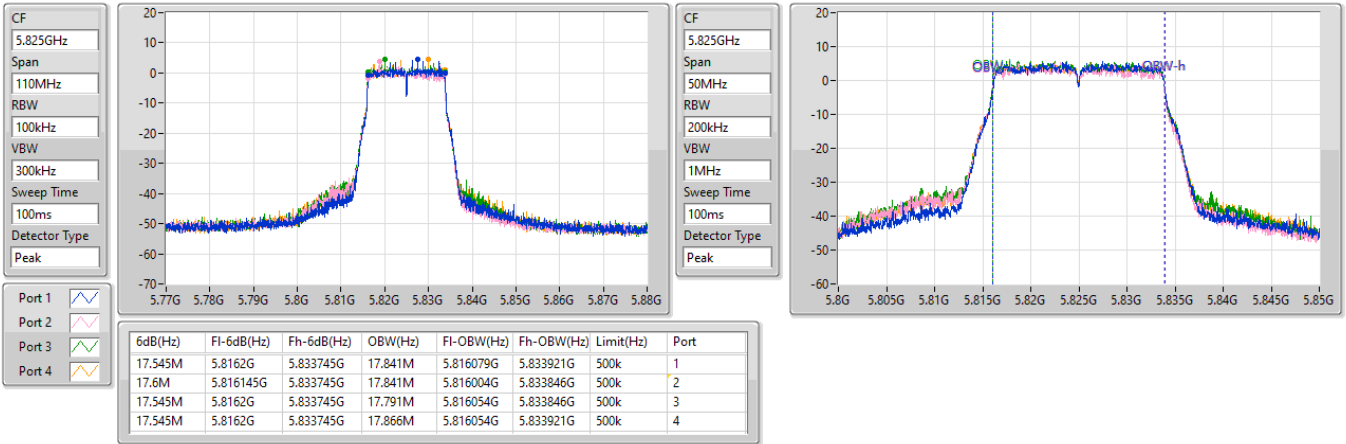 CF
5.825GHz
Span
110MHz
RBW
100kHz
VBW
300kHz
Sweep Time
100ms
Detector Type
Peak
20-
10-
0-
-10-
-20-
-30-
-40-
-50-
-60-
-70-
5.77G 5.78G 5.79G 5.8G 5.81G 5.82G 5.83G 5.84G 5.85G 5.86G 5.87G 5.88G
CF
5.825GHz
Span
50MHz
RBW
200kHz
VBW
1MHz
Sweep Time
100ms
Detector Type
Peak
20-
10-
0-
-10-
-20-
-30-
-40-
-50-
-60-
OBW-h
5.8G 5.805G 5.81G 5.815G 5.82G 5.825G 5.83G 5.835G 5.84G 5.845G 5.85G
Port 1
Port 2
Port 3
Port 4
6dB(Hz) Fl-6dB(Hz) Fh-6dB(Hz) OBW(Hz) Fl-OBW(Hz) Fh-OBW(Hz) Limit(Hz) Port
17.545M 5.8162G 5.833745G 17.841M 5.816079G 5.833921G 500k 1
17.6M 5.816145G 5.833745G 17.841M 5.816004G 5.833846G 500k 2
17.545M 5.8162G 5.833745G 17.791M 5.816054G 5.833846G 500k 3
17.545M 5.8162G 5.833745G 17.866M 5.816054G 5.833921G 500k 4